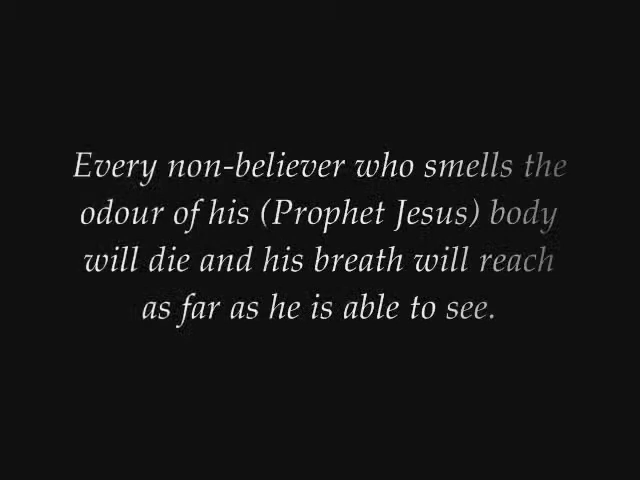 Every non-believer who smells the
odour of his (Prophet Jesus) body
will die and his breath will reach
as far as he is able to see.